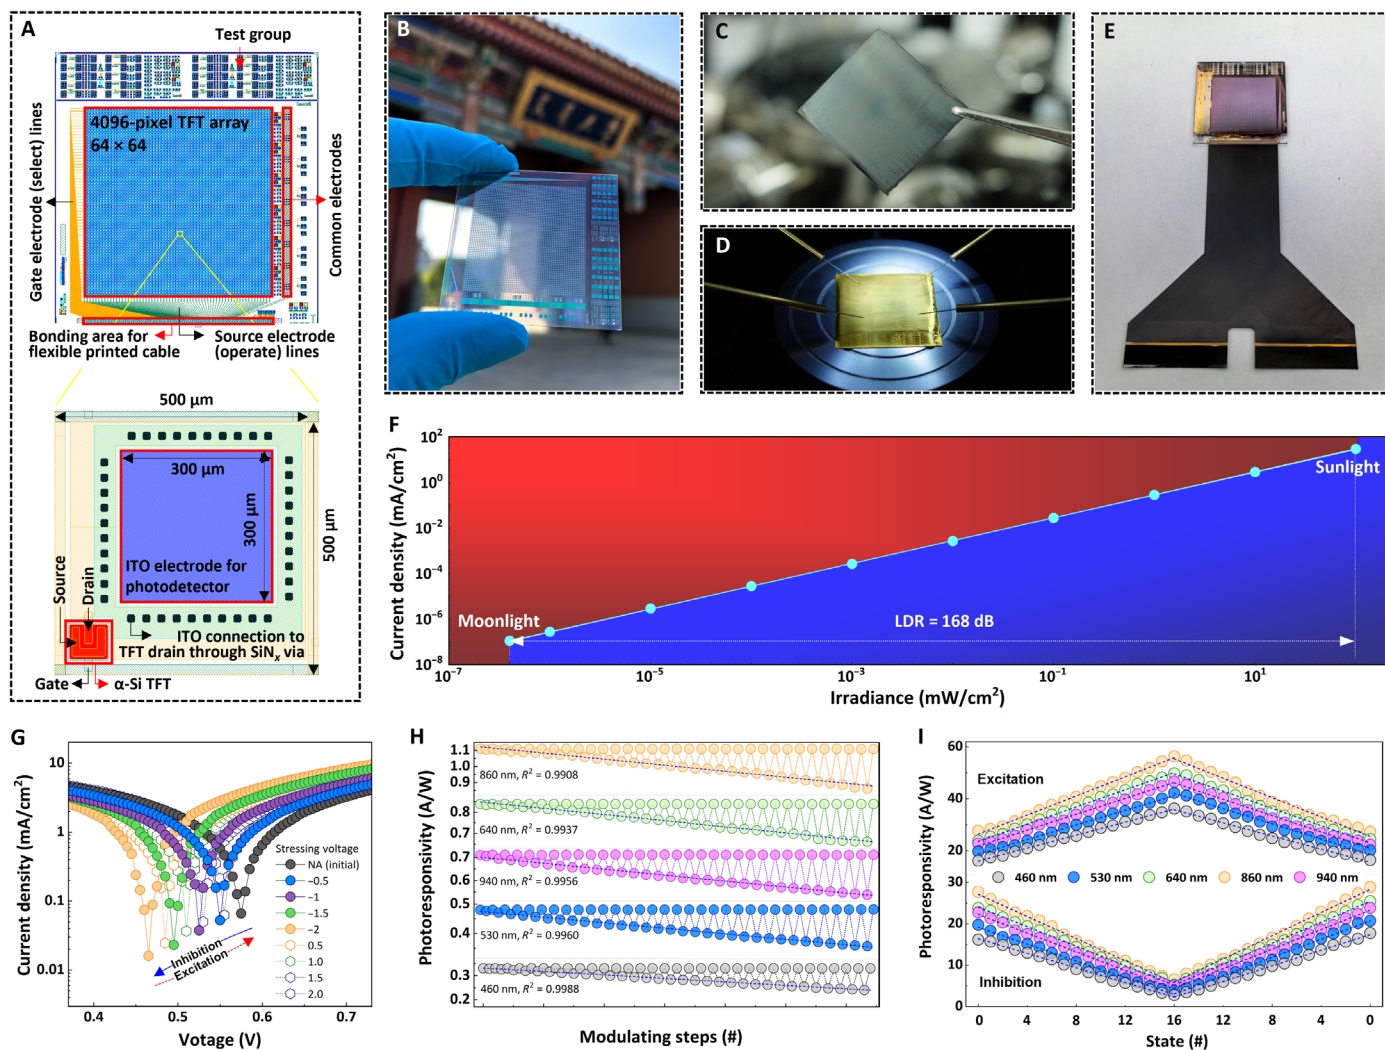 A
Test group
4096-pixel TFT array
64 × 64
Gate electrode (select) lines
Common electrodes
Bonding area for
flexible printed cable
Source electrode
(operate) lines
500 μm
300 μm
300 μm
500 μm
ITO electrode for
photodetector
Source
Drain
ITO connection to
TFT drain through SiNₓ via
Gate
α-Si TFT
B
C
D
E
F
Current density (mA/cm²)
10²
10⁰
10⁻²
10⁻⁴
10⁻⁶
10⁻⁸
Moonlight
Sunlight
LDR = 168 dB
10⁻⁷
10⁻⁵
10⁻³
10⁻¹
10¹
Irradiance (mW/cm²)
G
Current density (mA/cm²)
10
1
0.1
0.01
Stressing voltage
NA (initial)
−0.5
−1
−1.5
−2
0.5
1.0
1.5
2.0
Inhibition
Excitation
0.4
0.5
0.6
0.7
Votage (V)
H
Photoresponsivity (A/W)
1.1
1.0
0.9
860 nm, R² = 0.9908
0.8
0.7
640 nm, R² = 0.9937
0.7
0.6
0.5
940 nm, R² = 0.9956
0.4
530 nm, R² = 0.9960
0.3
0.2
460 nm, R² = 0.9988
Modulating steps (#)
I
Photoresponsivity (A/W)
60
40
20
Excitation
460 nm
530 nm
640 nm
860 nm
940 nm
30
20
10
0
Inhibition
0
4
8
12
16
12
8
4
0
State (#)